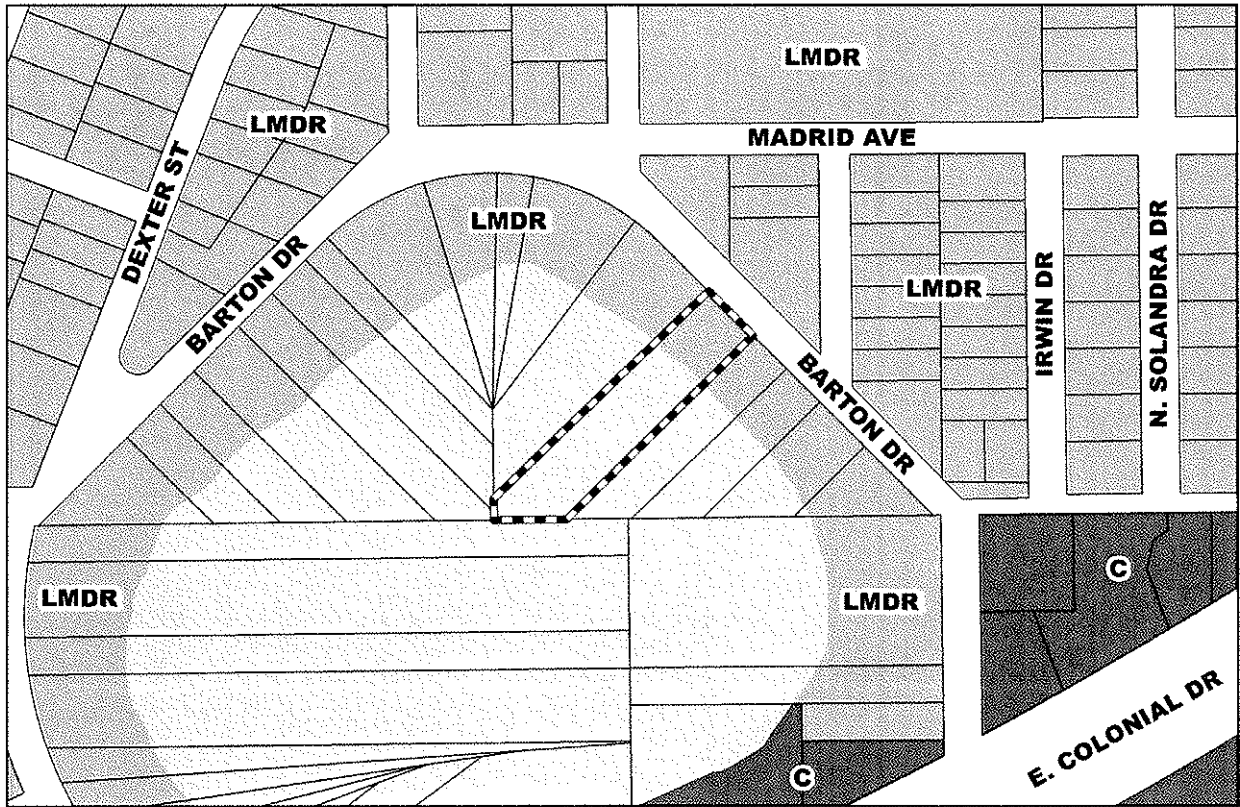 LMDR
LMDR
MADRID AVE
DEXTER ST
LMDR
BARTON DR
LMDR
IRWIN DR
N. SOLANDRA DR
BARTON DR
C
LMDR
LMDR
E. COLONIAL DR
C